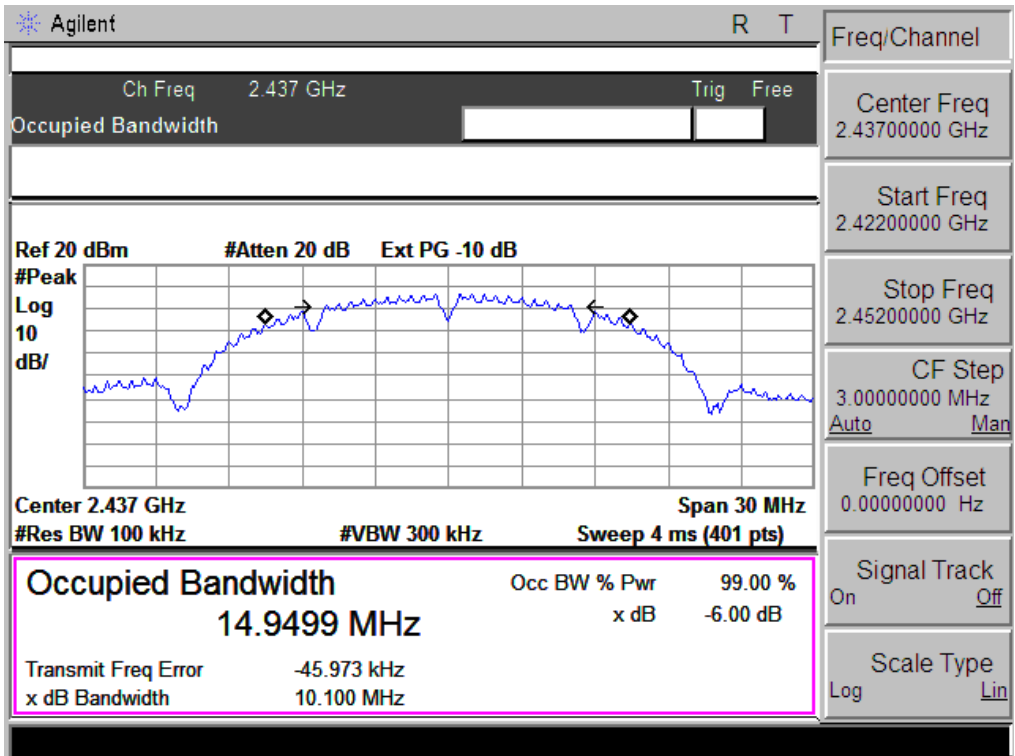 Agilent R T
Ch Freq 2.437 GHz Trig Free
Occupied Bandwidth
Ref 20 dBm #Atten 20 dB Ext PG -10 dB
#Peak
Log
10
dB/
Center 2.437 GHz Span 30 MHz
#Res BW 100 kHz #VBW 300 kHz Sweep 4 ms (401 pts)
Occupied Bandwidth Occ BW % Pwr 99.00 %
14.9499 MHz x dB -6.00 dB
Transmit Freq Error -45.973 kHz
x dB Bandwidth 10.100 MHz
Freq/Channel
Center Freq
2.43700000 GHz
Start Freq
2.42200000 GHz
Stop Freq
2.45200000 GHz
CF Step
3.00000000 MHz
Auto Man
Freq Offset
0.00000000 Hz
Signal Track
On Off
Scale Type
Log Lin